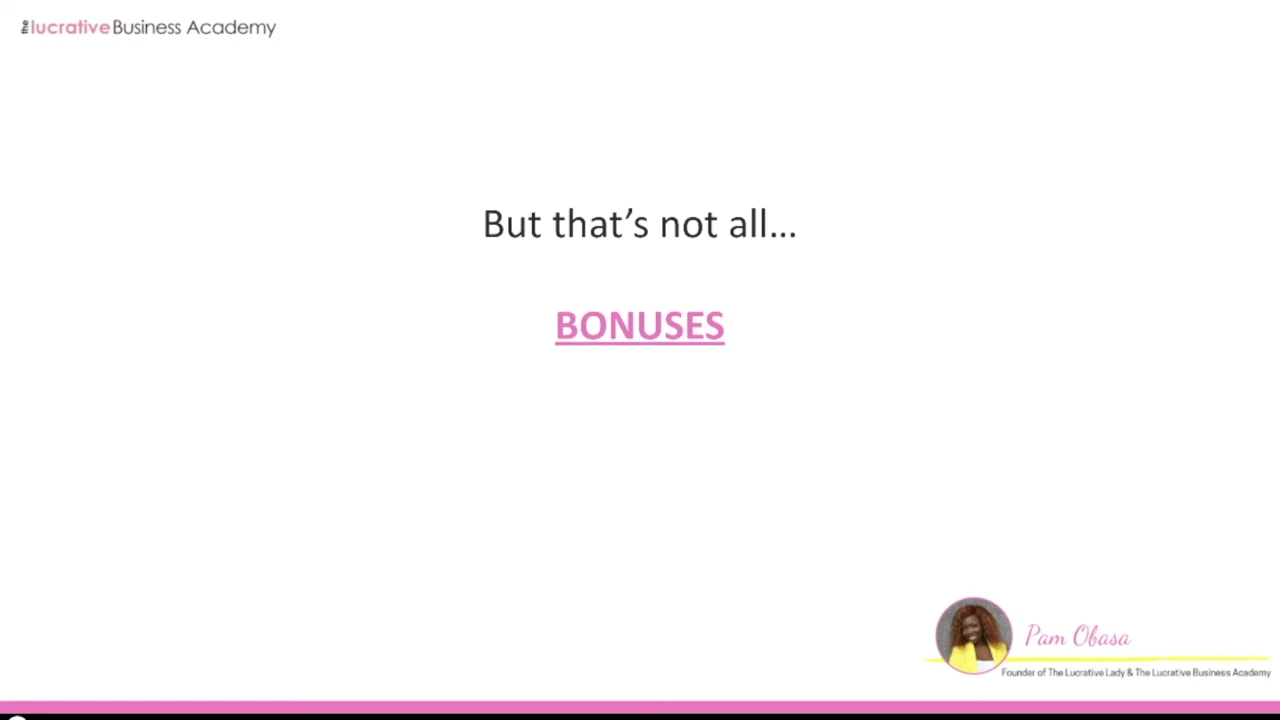 the lucrative Business Academy
But that’s not all…
BONUSES
Pam Obasa
Founder of The Lucrative Lady & The Lucrative Business Academy